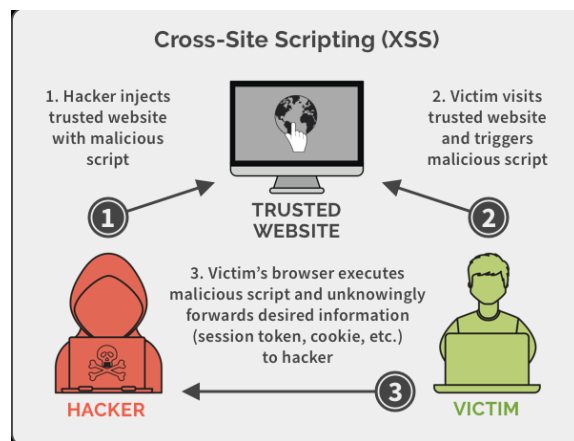 Cross-Site Scripting (XSS)
1. Hacker injects
trusted website
with malicious
script
2. Victim visits
trusted website
and triggers
malicious script
1
TRUSTED
WEBSITE
2
3. Victim's browser executes
malicious script and unknowingly
forwards desired information
(session token, cookie, etc.)
to hacker
3
HACKER
VICTIM